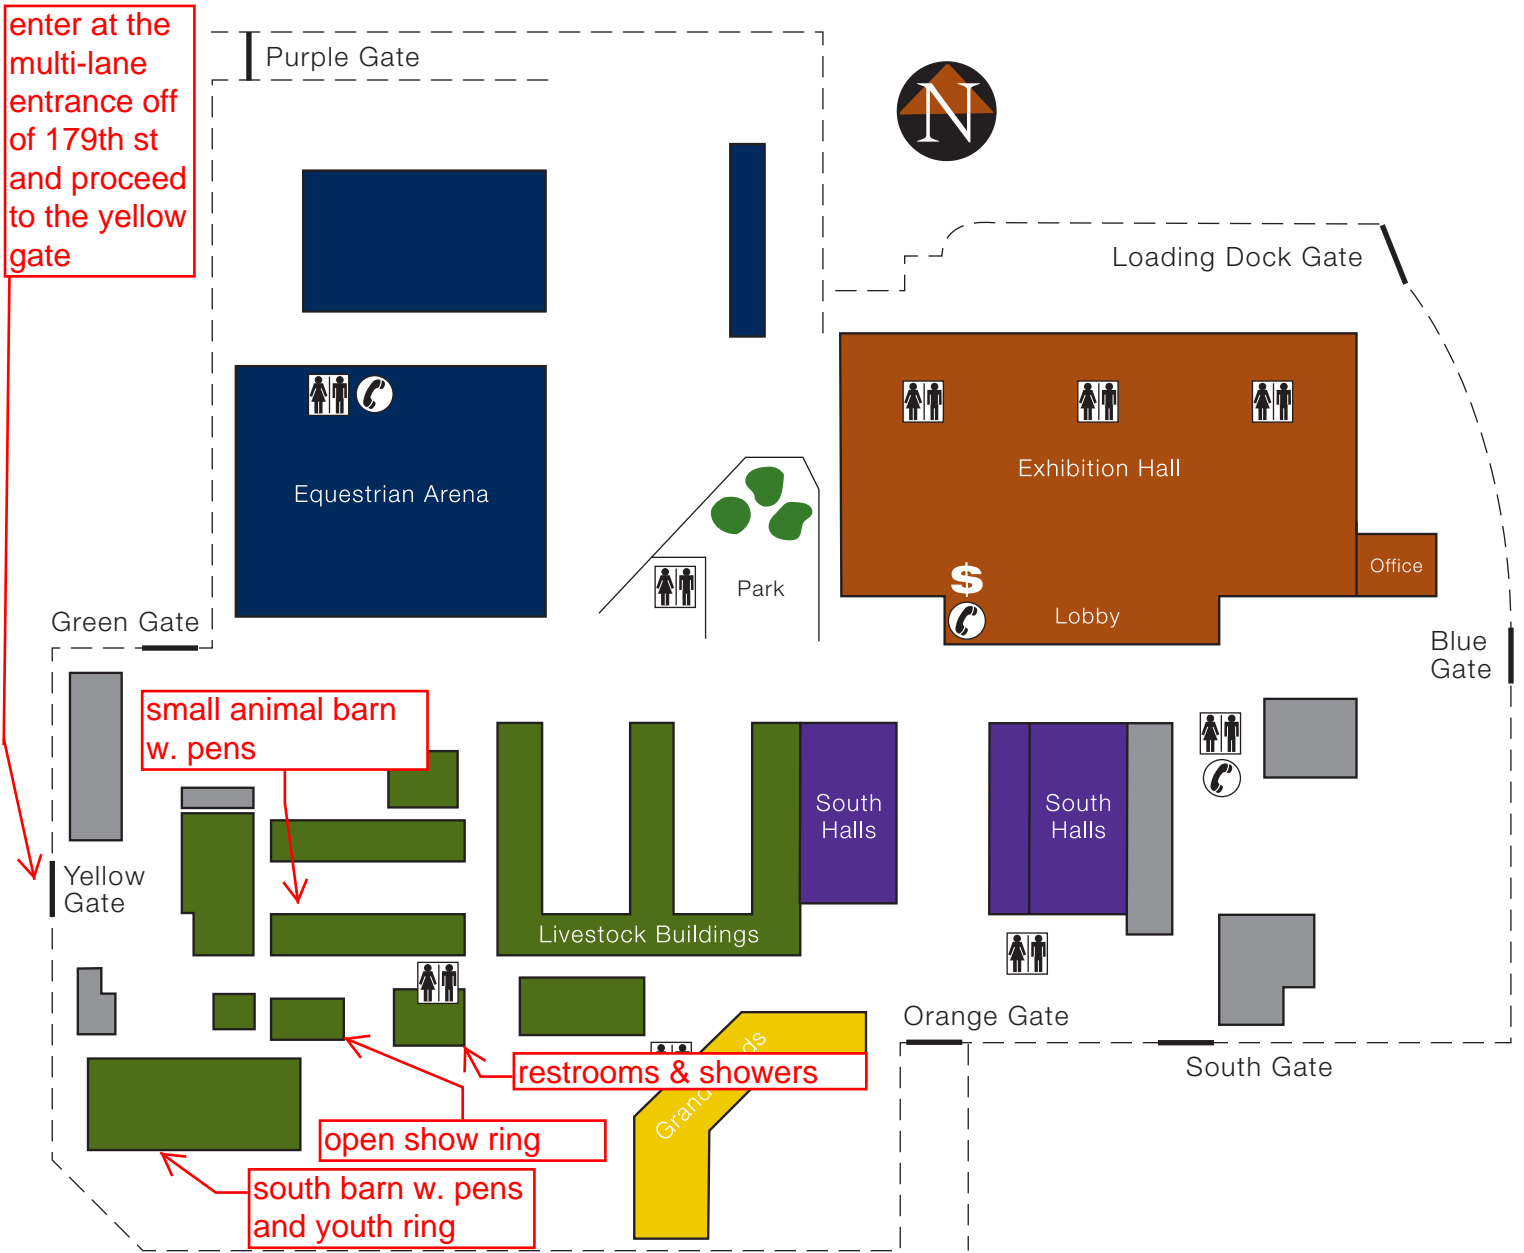 enter at the
multi-lane
entrance off
of 179th st
and proceed
to the yellow
gate
Purple Gate
N
Loading Dock Gate
Exhibition Hall
Equestrian Arena
Office
$
Park
Lobby
Green Gate
Blue
Gate
small animal barn
w. pens
South
Halls
South
Halls
Yellow
Gate
Livestock Buildings
Orange Gate
South Gate
restrooms & showers
open show ring
south barn w. pens
and youth ring